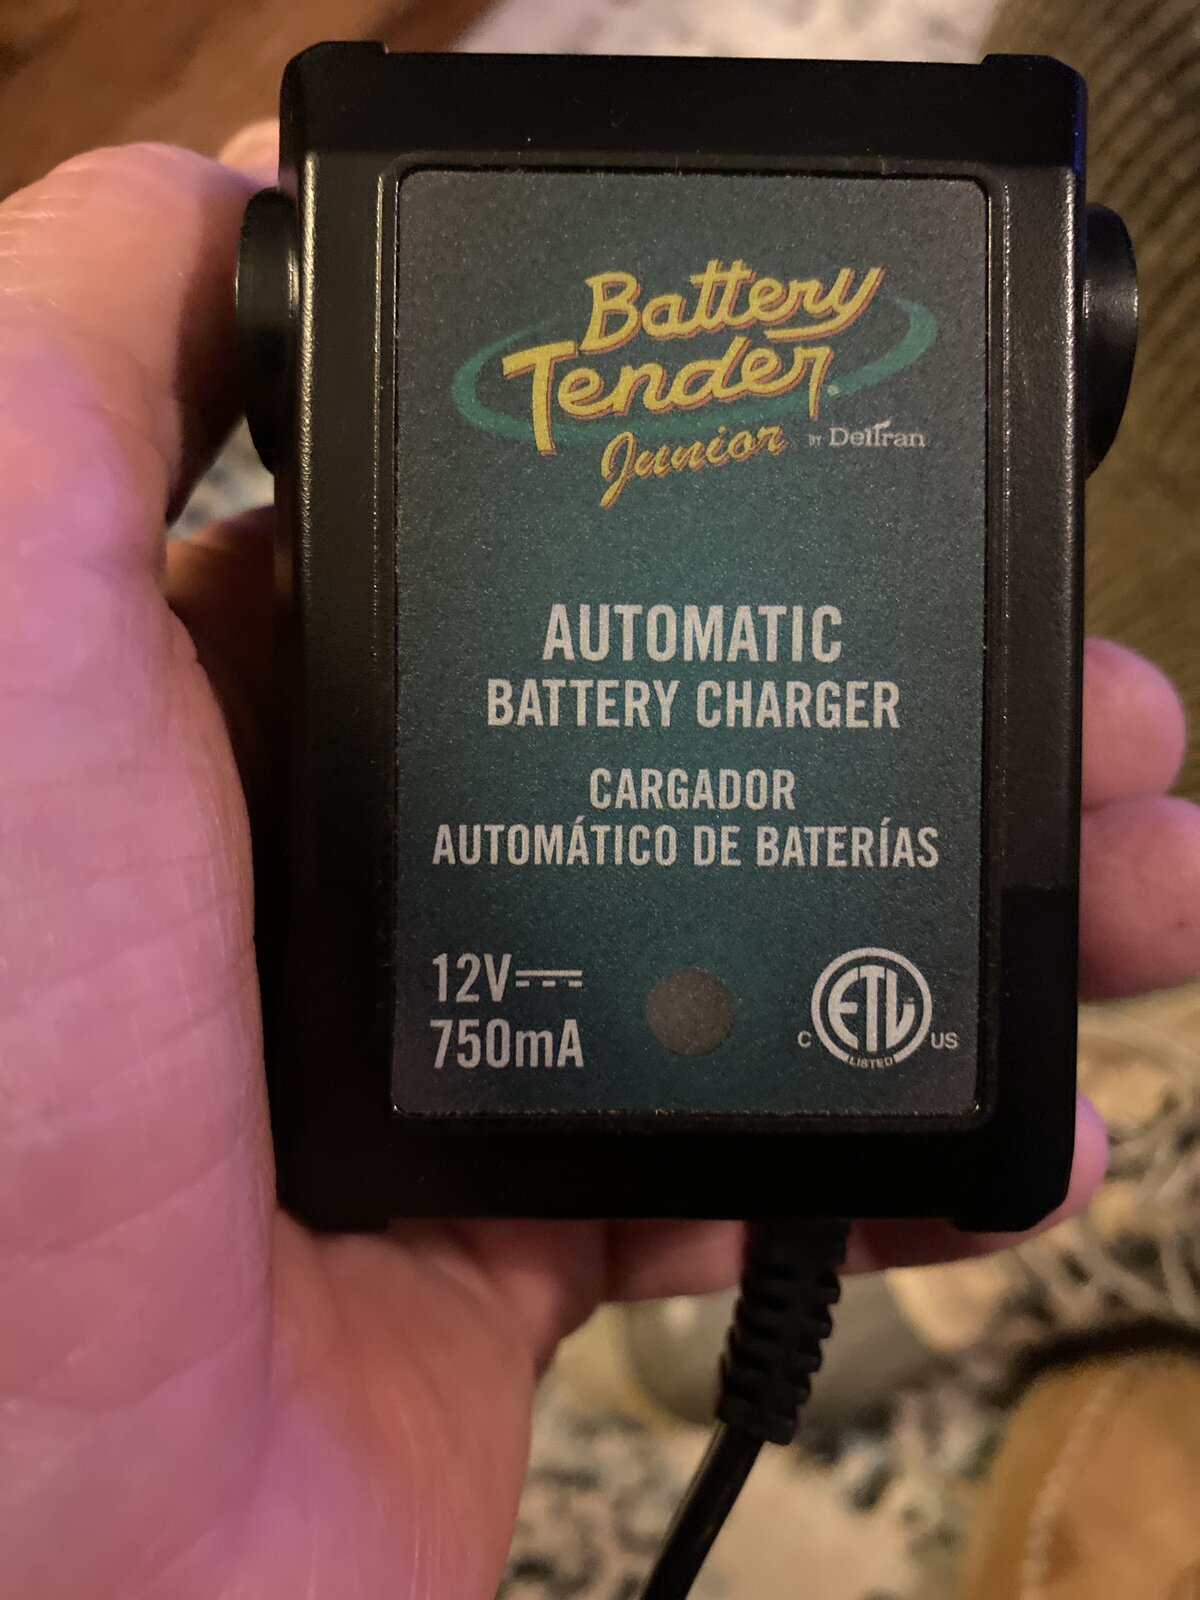 Battery
Tender
Junior BY Deltran
AUTOMATIC
BATTERY CHARGER
CARGADOR
AUTOMÁTICO DE BATERÍAS
12V
750mA
C ETL US
LISTED